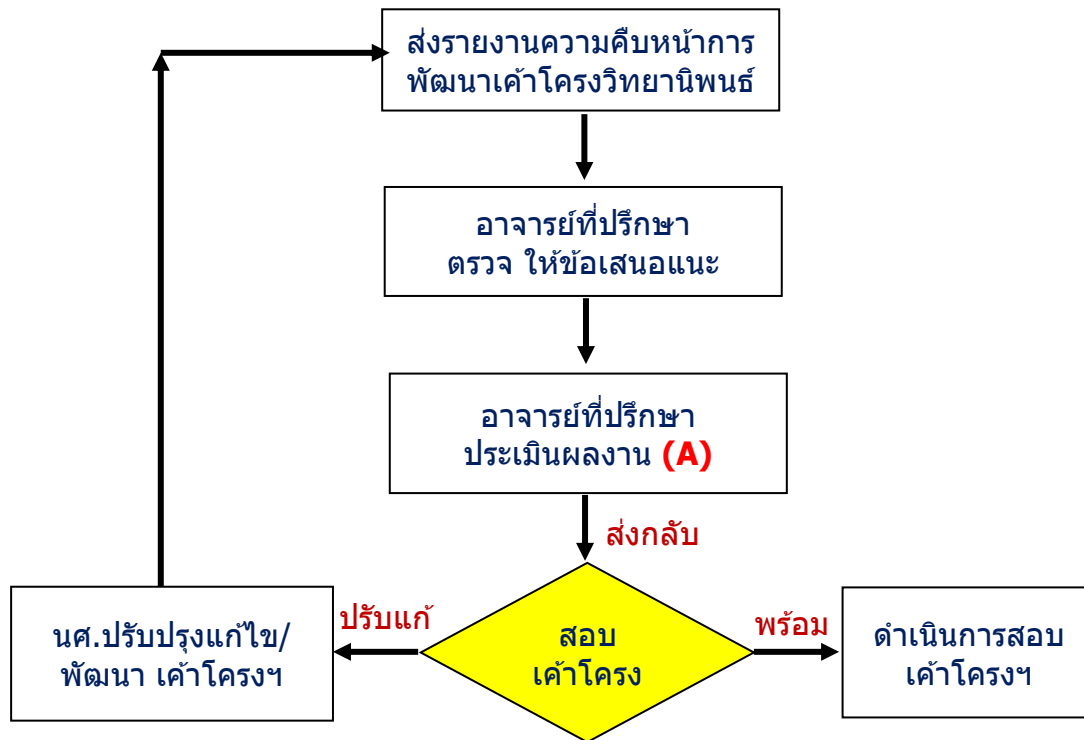 ส่งรายงานความคืบหน้าการ
พัฒนาเค้าโครงวิทยานิพนธ์
อาจารย์ที่ปรึกษา
ตรวจ ให้ข้อเสนอแนะ
อาจารย์ที่ปรึกษา
ประเมินผลงาน (A)
ส่งกลับ
ปรับแก้
นศ.ปรับปรุงแก้ไข/
พัฒนา เค้าโครงฯ
สอบ
เค้าโครง
พร้อม
ดำเนินการสอบ
เค้าโครงฯ